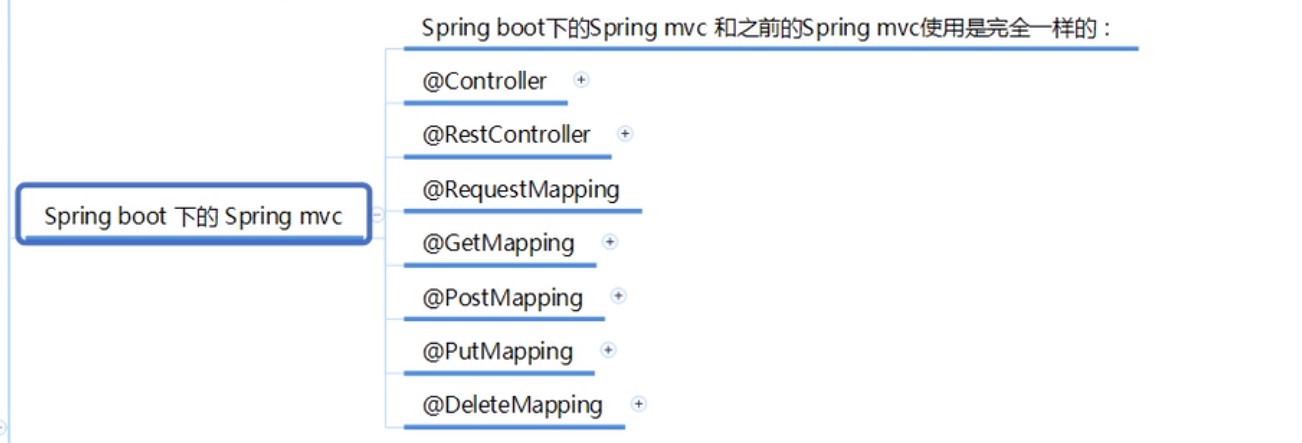 Spring boot下的Spring mvc 和之前的Spring mvc使用是完全一样的：
@Controller
@RestController
@RequestMapping
Spring boot 下的 Spring mvc
@GetMapping
@PostMapping
@PutMapping
@DeleteMapping